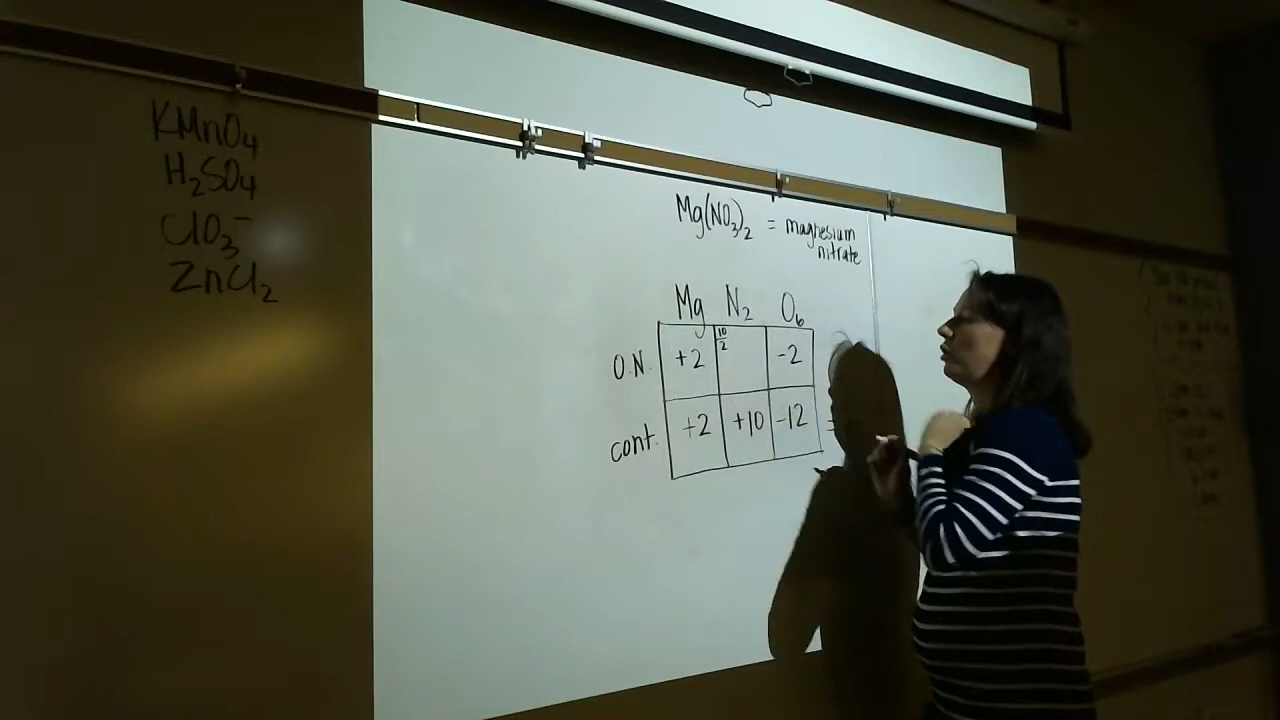 KMnO4
H2SO4
ClO3-
ZnCl2
Mg(NO3)2 = magnesium
nitrate
Mg N2 O6
O.N. +2 10/2 -2
cont. +2 +10 -12 =